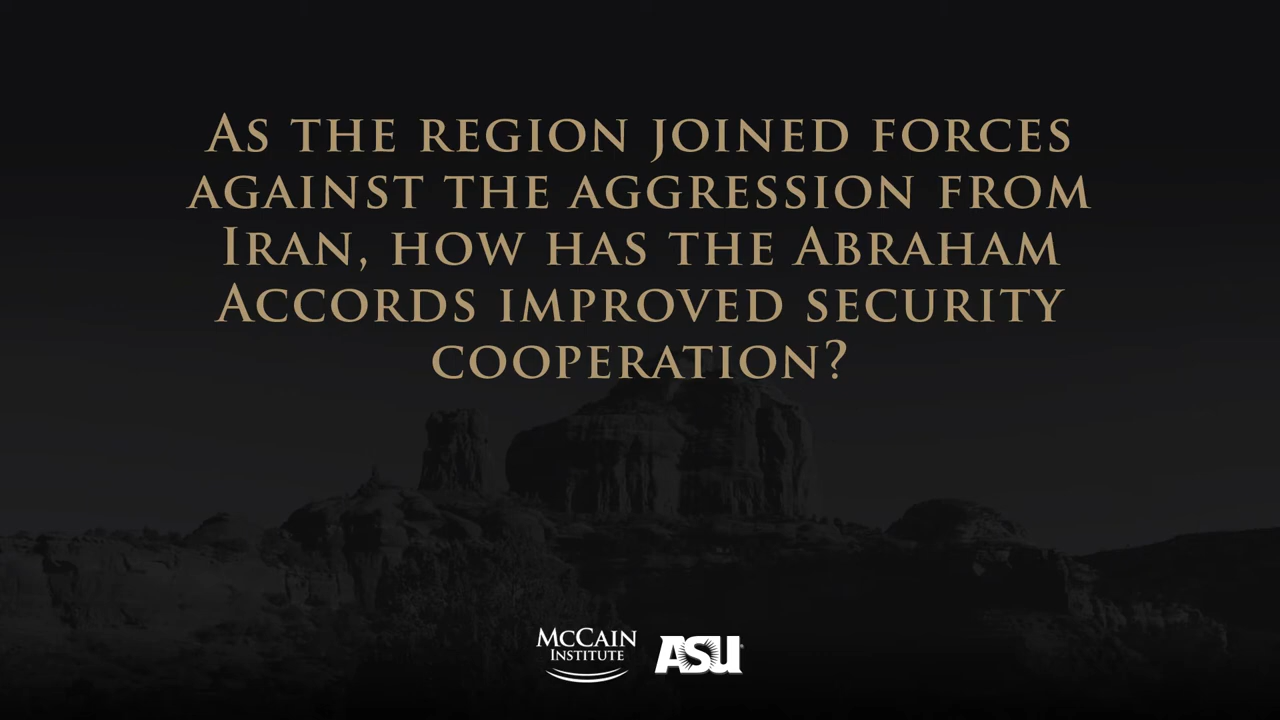 As the region joined forces
against the aggression from
Iran, how has the Abraham
Accords improved security
cooperation?
McCain
Institute
ASU